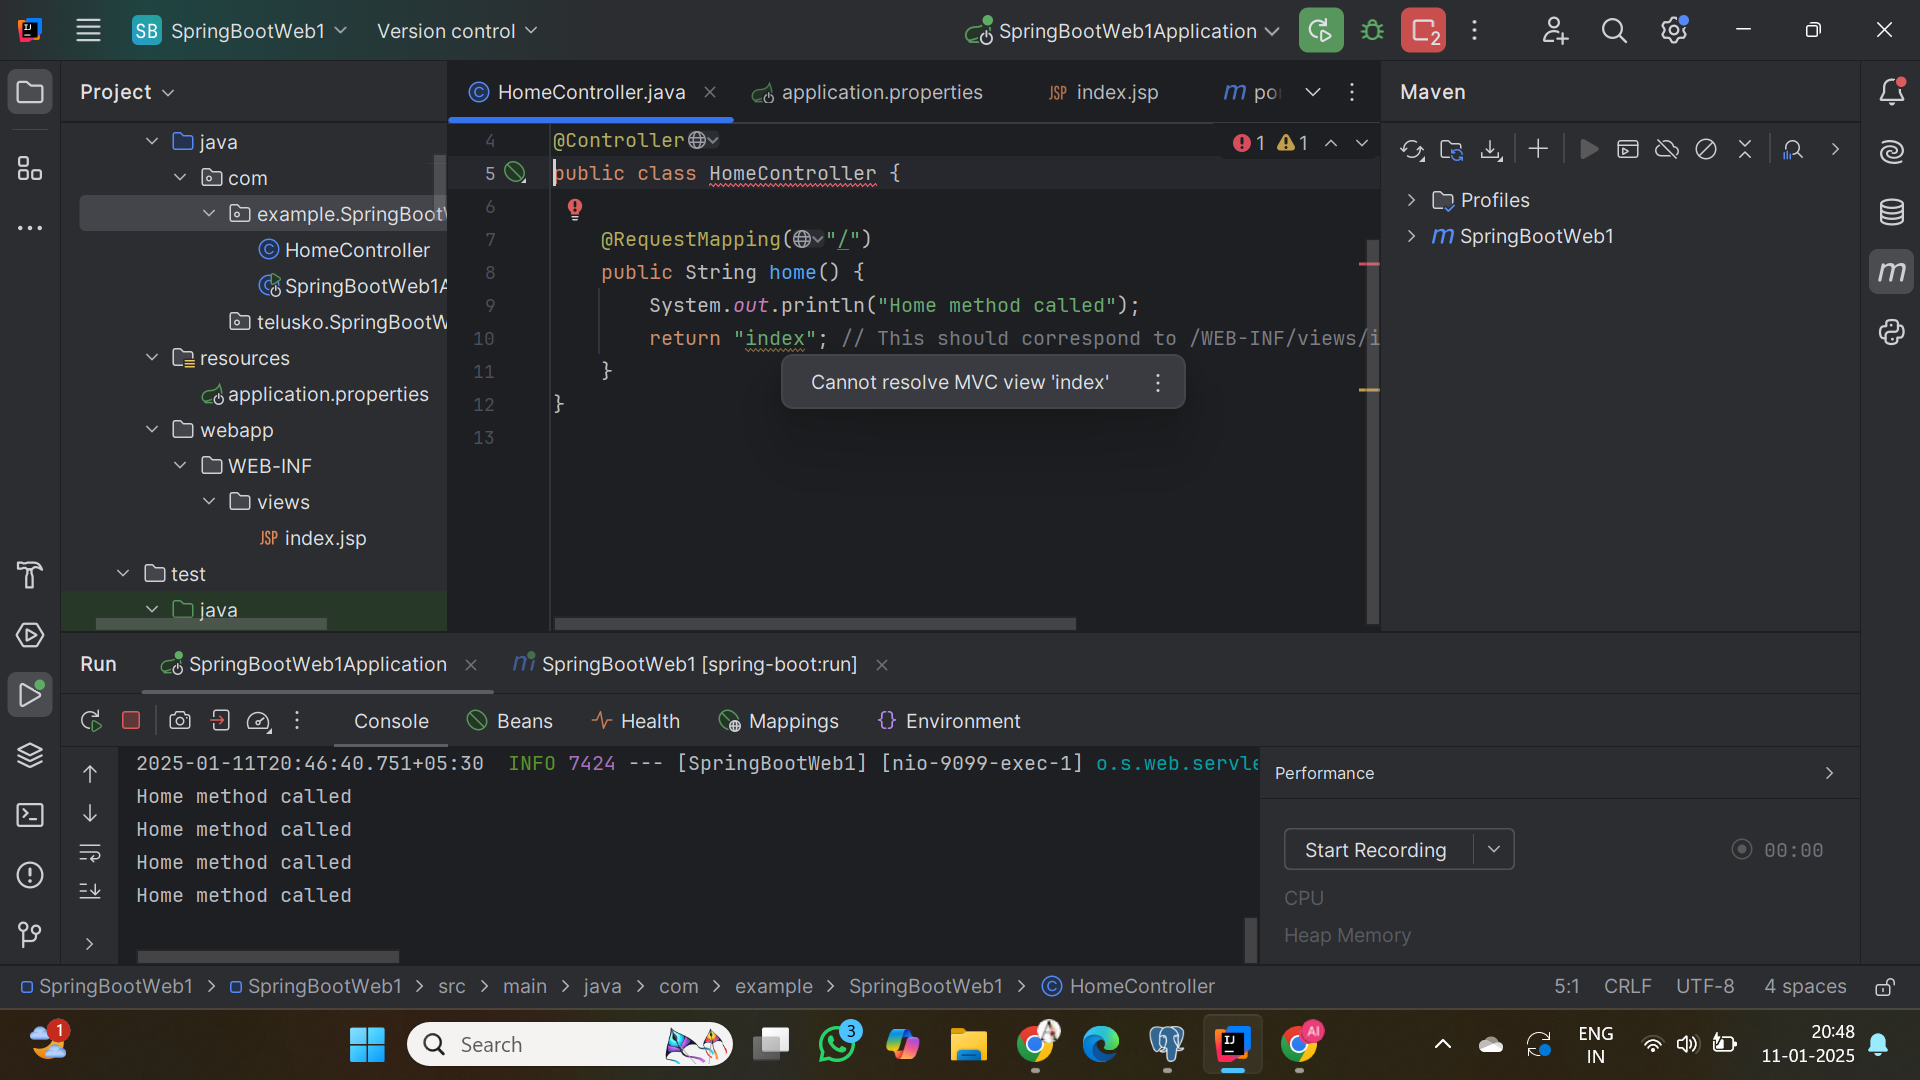 SB SpringBootWeb1
Version control
SpringBootWeb1Application
2
Project
HomeController.java
application.properties
JSP index.jsp
m po
Maven
java
com
example.SpringBootW
HomeController
SpringBootWeb1A
telusko.SpringBootW
resources
application.properties
webapp
WEB-INF
views
JSP index.jsp
test
java
1 1
4 @Controller
5 public class HomeController {
6
7 @RequestMapping("/")
8 public String home() {
9 System.out.println("Home method called");
10 return "index"; // This should correspond to /WEB-INF/views/i
11 }
12 }
13
Cannot resolve MVC view 'index'
Profiles
m SpringBootWeb1
m
Run
SpringBootWeb1Application
m SpringBootWeb1 [spring-boot:run]
Console
Beans
Health
Mappings
Environment
2025-01-11T20:46:40.751+05:30 INFO 7424 --- [SpringBootWeb1] [nio-9099-exec-1] o.s.web.servle
Home method called
Home method called
Home method called
Home method called
Performance
Start Recording
00:00
CPU
Heap Memory
SpringBootWeb1 > SpringBootWeb1 > src > main > java > com > example > SpringBootWeb1 > HomeController
5:1 CRLF UTF-8 4 spaces
1
Search
3
IJ
AI
ENG
IN
20:48
11-01-2025